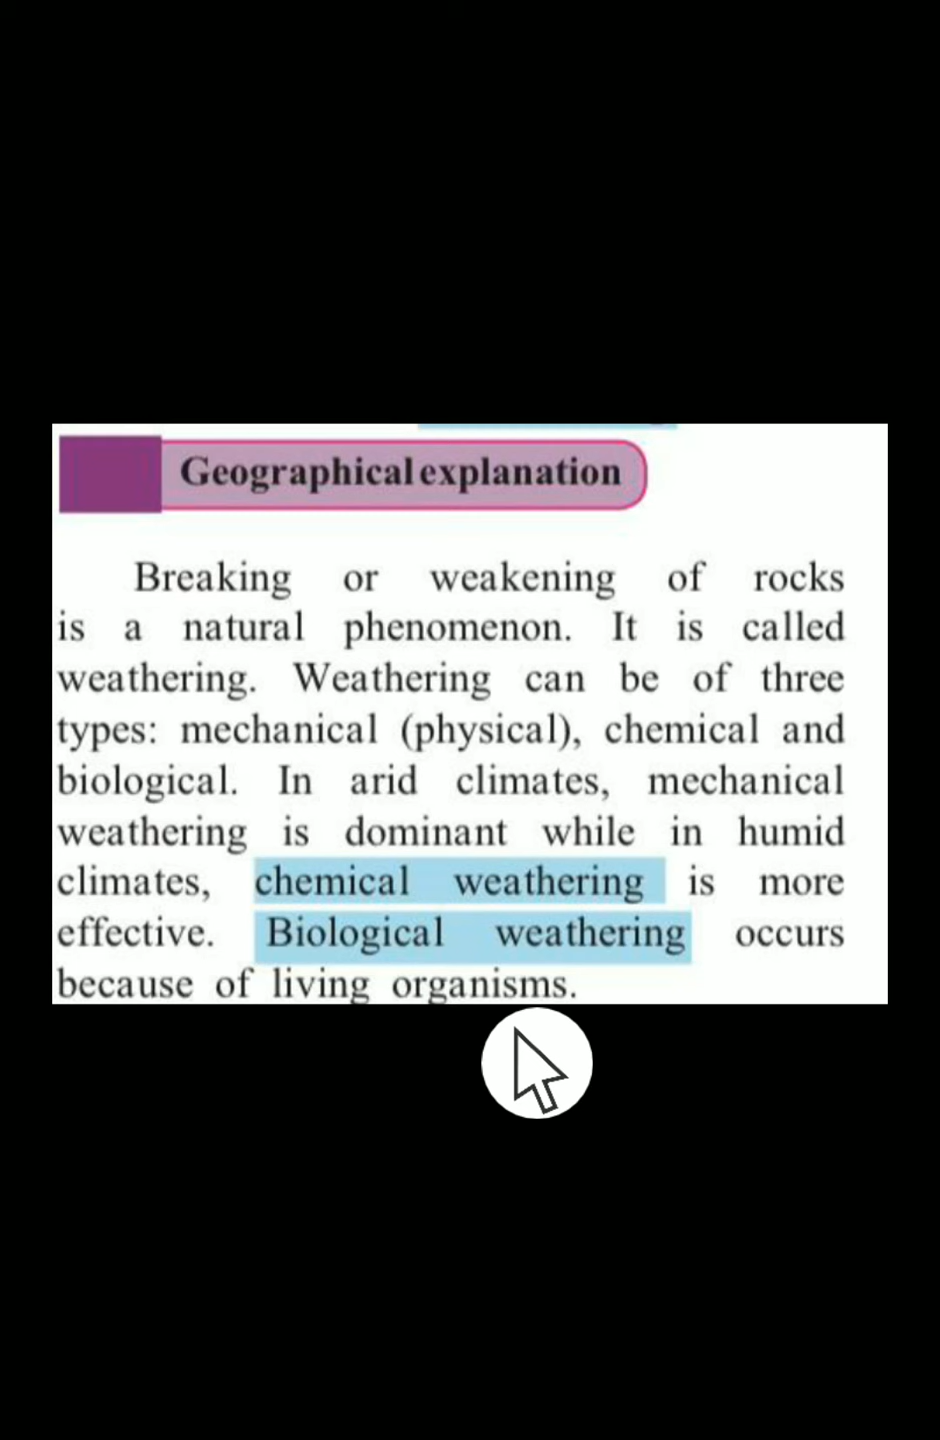 Geographical explanation
Breaking or weakening of rocks
is a natural phenomenon. It is called
weathering. Weathering can be of three
types: mechanical (physical), chemical and
biological. In arid climates, mechanical
weathering is dominant while in humid
climates, chemical weathering is more
effective. Biological weathering occurs
because of living organisms.